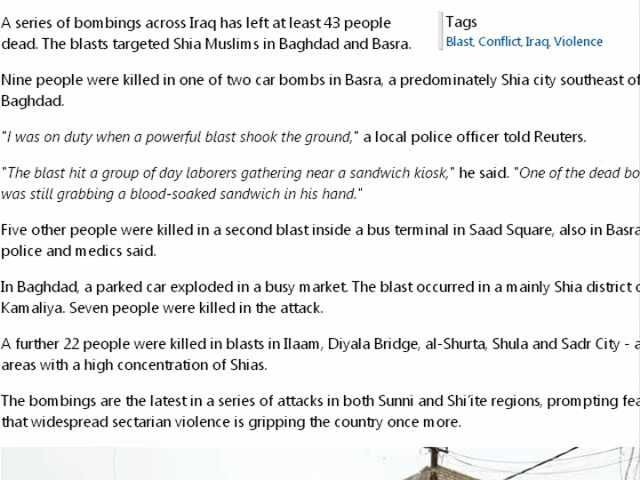 A series of bombings across Iraq has left at least 43 people
dead. The blasts targeted Shia Muslims in Baghdad and Basra.
Tags
Blast, Conflict, Iraq, Violence
Nine people were killed in one of two car bombs in Basra, a predominately Shia city southeast of
Baghdad.
"I was on duty when a powerful blast shook the ground," a local police officer told Reuters.
"The blast hit a group of day laborers gathering near a sandwich kiosk," he said. "One of the dead
was still grabbing a blood-soaked sandwich in his hand."
Five other people were killed in a second blast inside a bus terminal in Saad Square, also in Basra
police and medics said.
In Baghdad, a parked car exploded in a busy market. The blast occurred in a mainly Shia district
Kamaliya. Seven people were killed in the attack.
A further 22 people were killed in blasts in Ilaam, Diyala Bridge, al-Shurta, Shula and Sadr City -
areas with a high concentration of Shias.
The bombings are the latest in a series of attacks in both Sunni and Shi'ite regions, prompting
that widespread sectarian violence is gripping the country once more.